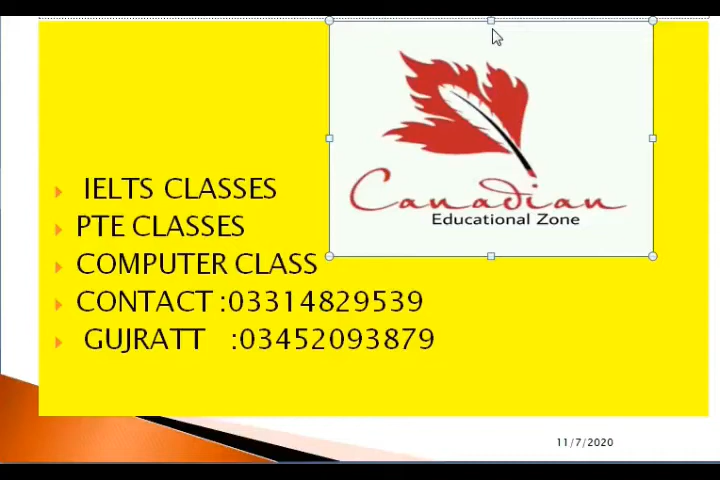 Canadian
Educational Zone
IELTS CLASSES
PTE CLASSES
COMPUTER CLASS
CONTACT :03314829539
GUJRATT :03452093879
11/7/2020